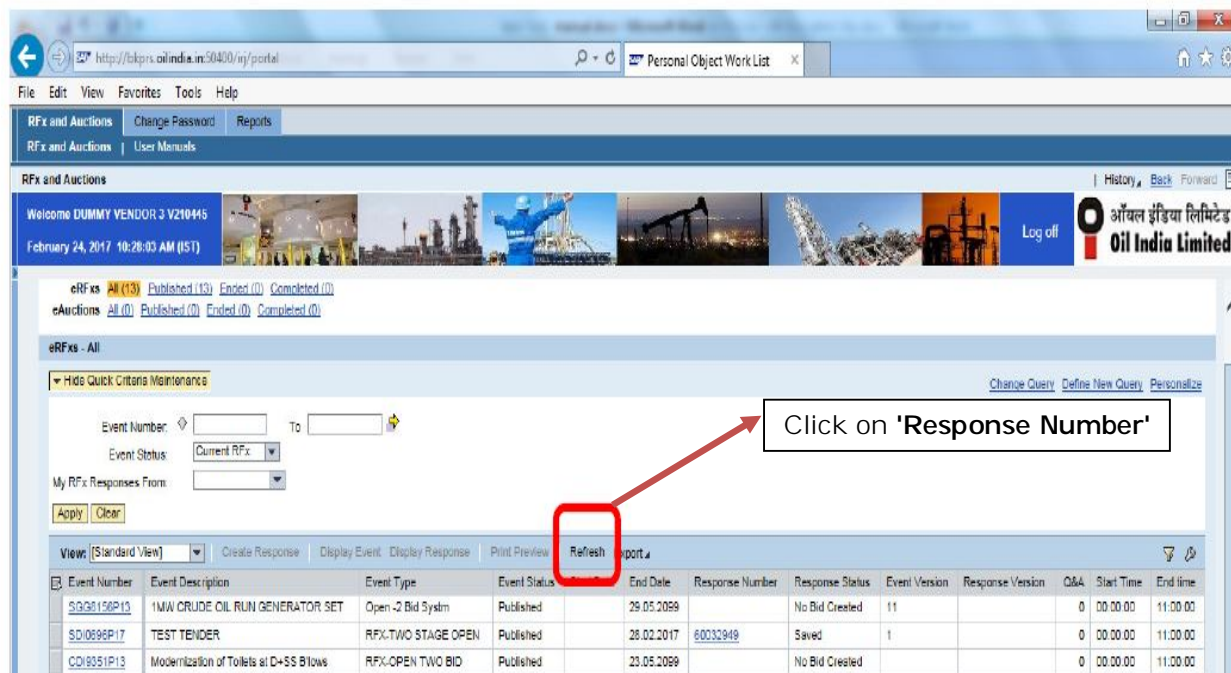 http://bkprs.oilindia.in:50400/irj/portal
Personal Object Work List
File Edit View Favorites Tools Help
RFx and Auctions Change Password Reports
RFx and Auctions | User Manuals
RFx and Auctions | History Back Forward
Welcome DUMMY VENDOR 3 V210445
February 24, 2017 10:28:03 AM (IST)
Log off
ऑयल इंडिया लिमिटेड
Oil India Limited
eRFxs All (13) Published (13) Ended (0) Completed (0)
eAuctions All (0) Published (0) Ended (0) Completed (0)
eRFxs - All
Hide Quick Criteria Maintenance Change Query Define New Query Personalize
Click on 'Response Number'
Event Number: To
Event Status: Current RFx
My RFx Responses From:
Apply Clear
View: [Standard View] Create Response Display Event Display Response Print Preview Refresh Export
Event Number Event Description Event Type Event Status End Date Response Number Response Status Event Version Response Version Q&A Start Time End time
SGG6156P13 1MW CRUDE OIL RUN GENERATOR SET Open -2 Bid Systm Published 29.05.2099 No Bid Created 11 0 00:00:00 11:00:00
SDI0696P17 TEST TENDER RFX-TWO STAGE OPEN Published 28.02.2017 60032949 Saved 1 0 00:00:00 11:00:00
CDI9351P13 Modernization of Toilets at D+SS B'lows RFX-OPEN TWO BID Published 23.05.2099 No Bid Created 0 00:00:00 11:00:00